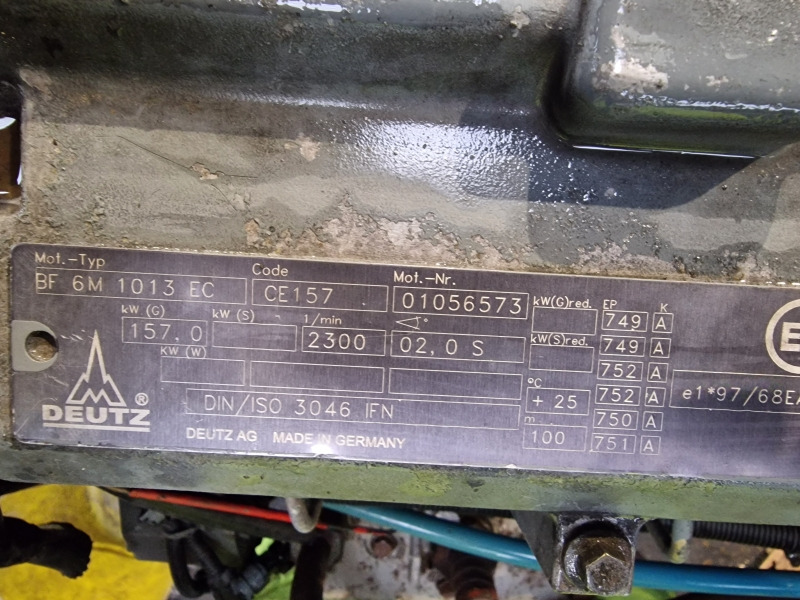 Mot.-Typ Code Mot.-Nr.
BF 6M 1013 EC CE157 01056573
kW (G) kW (S) 1/min ◁° kW(G)red. EP K
157,0 2300 02,0 S 749 A
kW(S)red. 749 A
KW (W) 752 A
°C 752 A
+ 25 e1*97/68EA
DIN/ISO 3046 IFN m 750 A
100 751 A
DEUTZ ®
DEUTZ AG MADE IN GERMANY